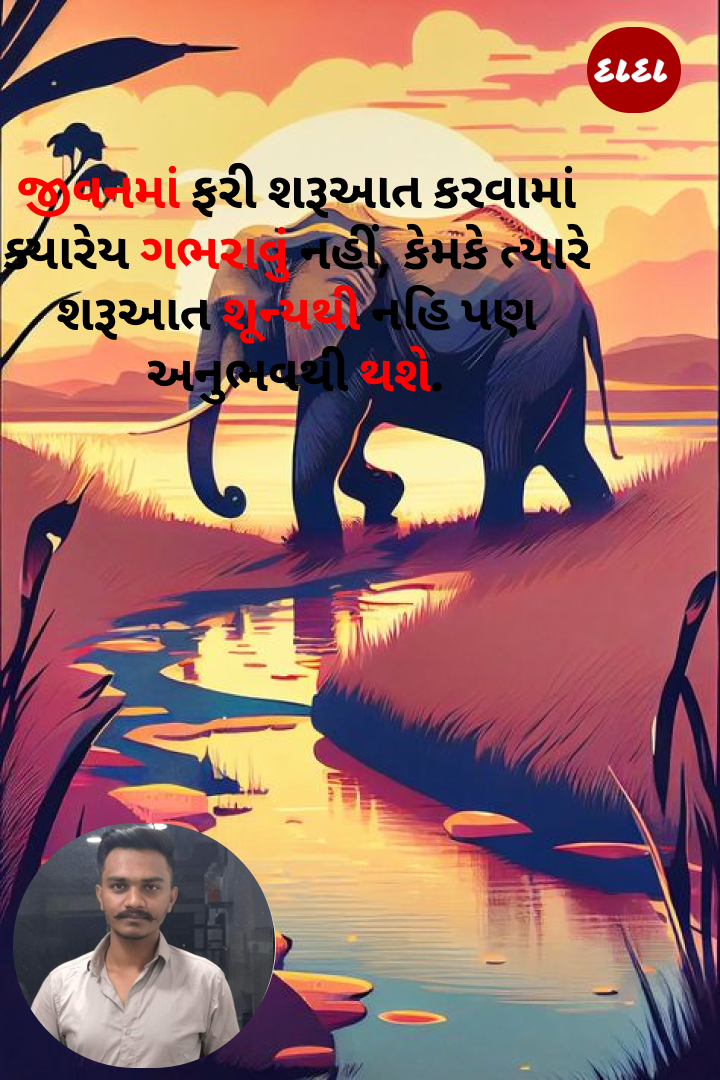 દાદા
જીવનમાં ફરી શરૂઆત કરવામાં
ક્યારેય ગભરાવું નહીં, કેમકે ત્યારે
શરૂઆત શૂન્યથી નહિ પણ
અનુભવથી થશે.